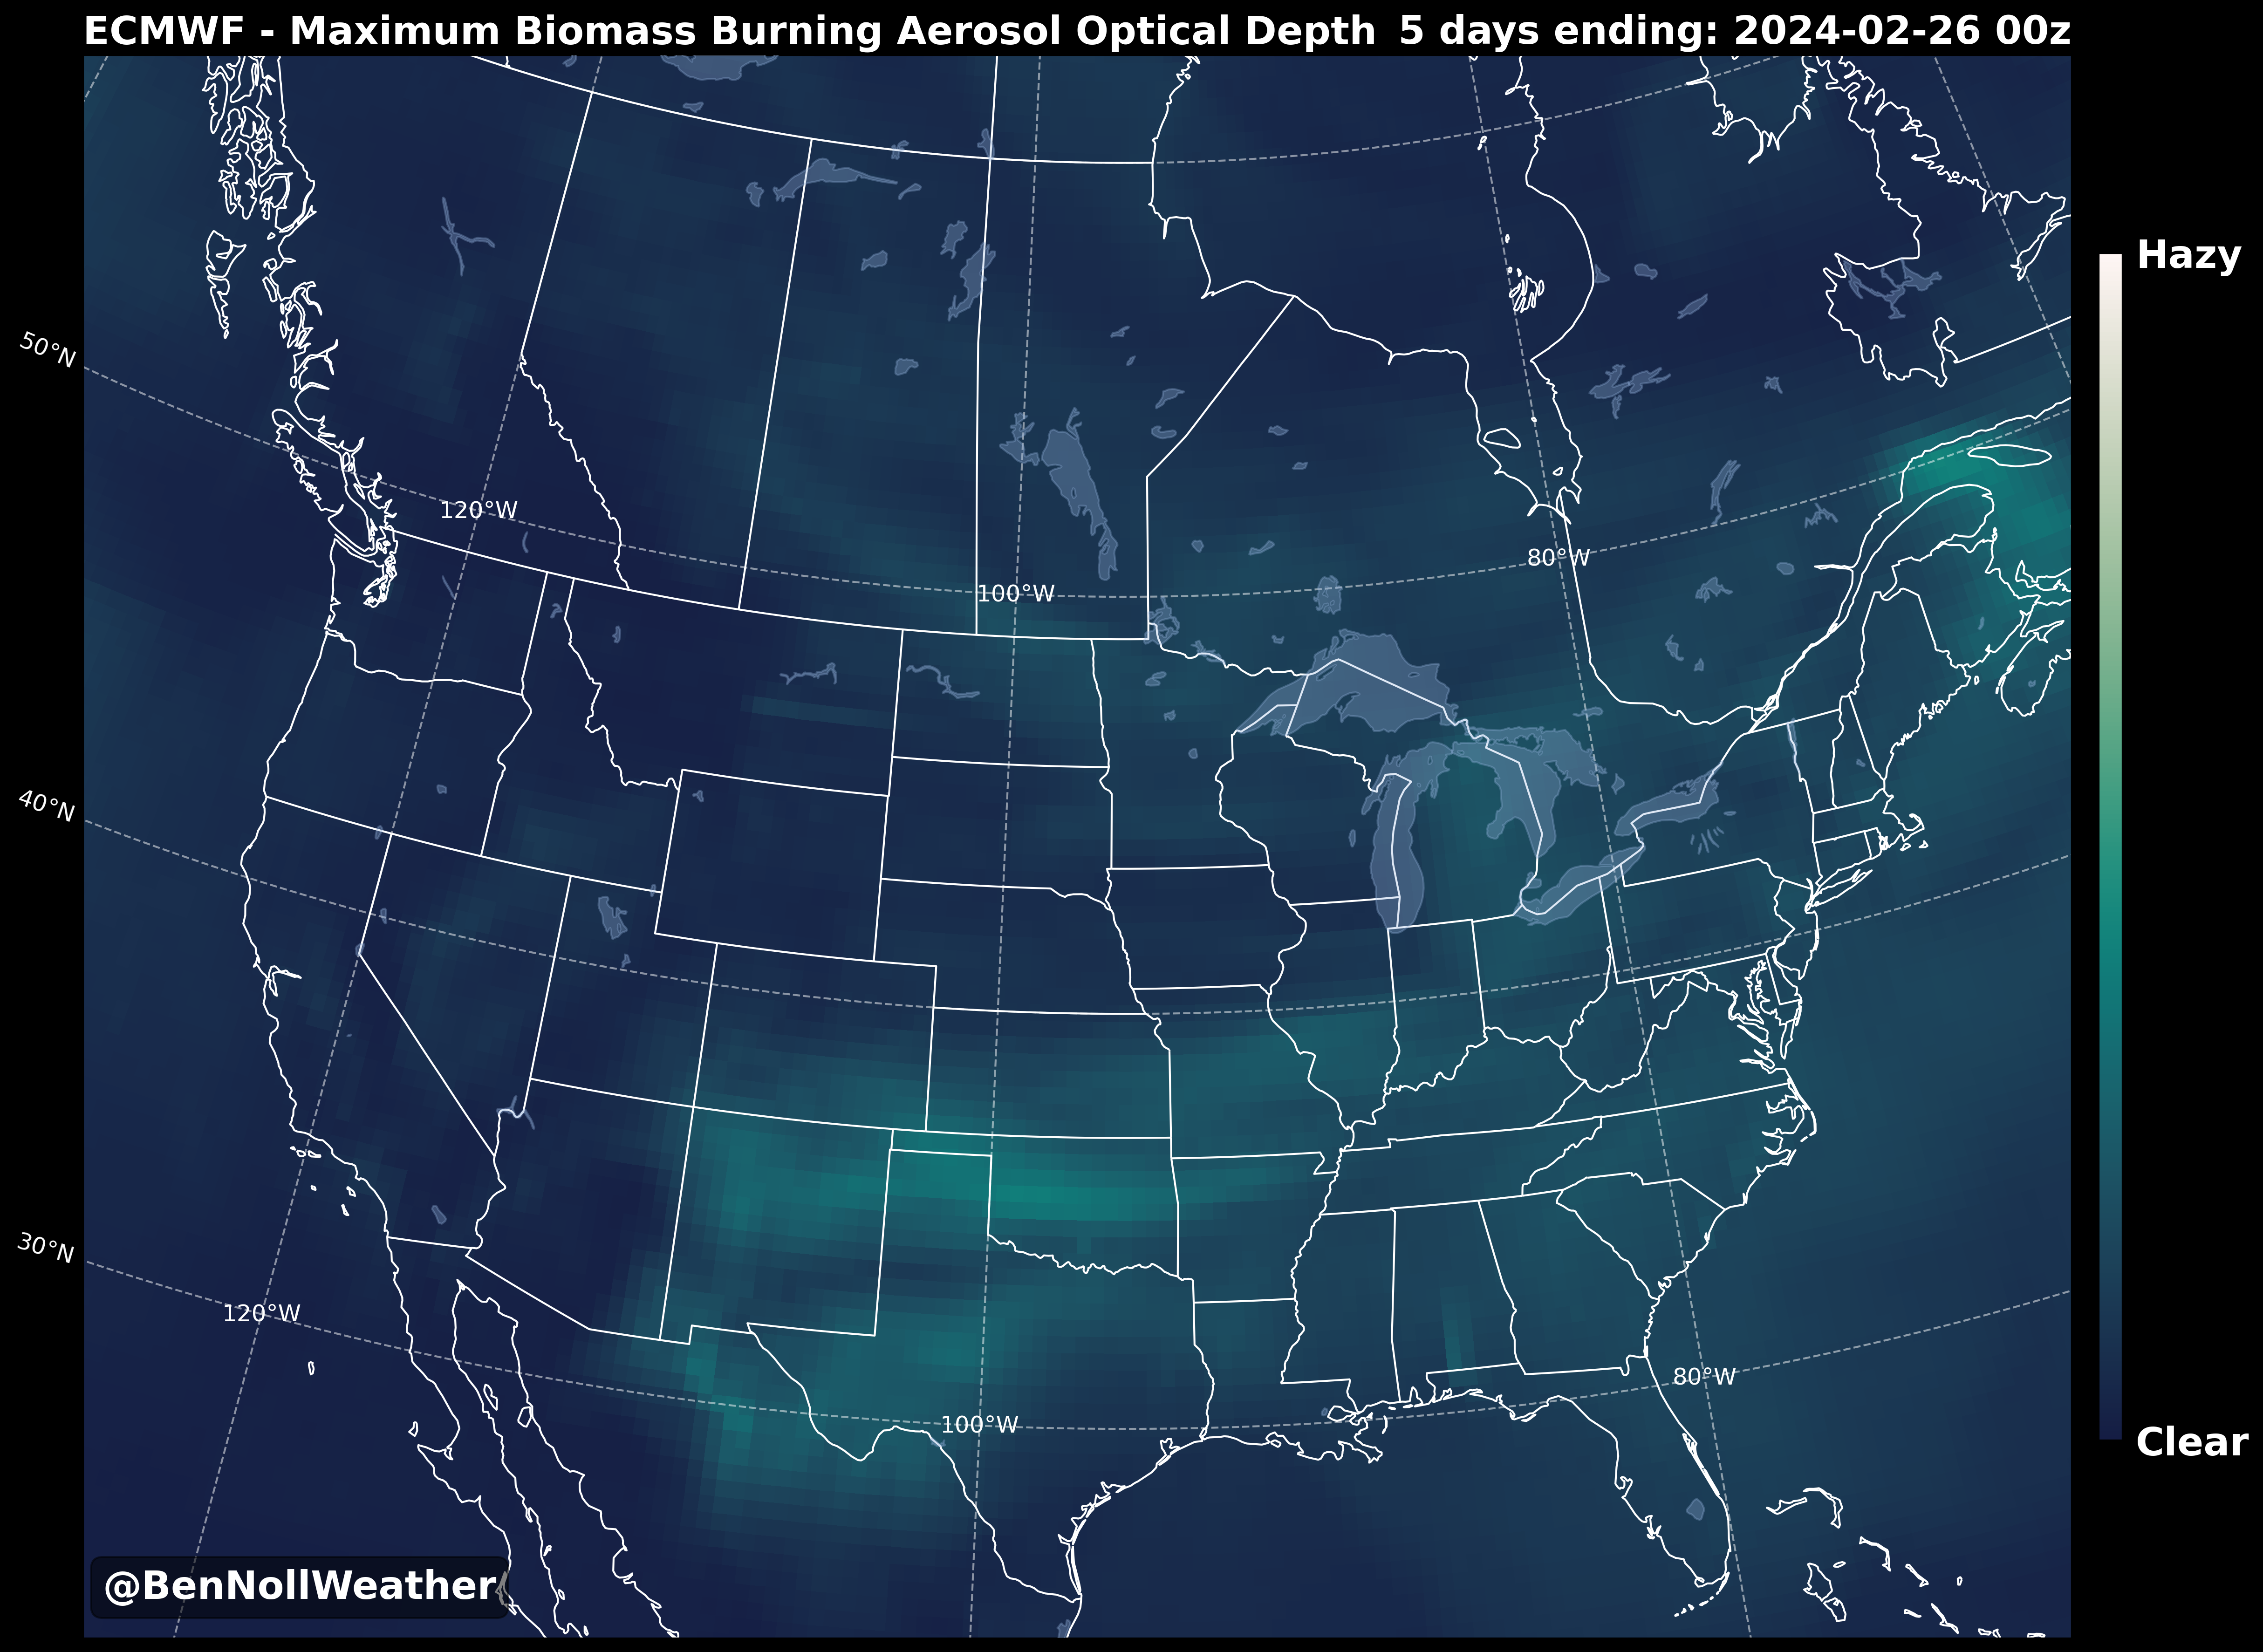 ECMWF - Maximum Biomass Burning Aerosol Optical Depth 5 days ending: 2024-02-26 00z
Hazy
50°N
120°W
80°W
100°W
40°N
30°N
120°W
80°W
100°W
Clear
@BenNollWeather